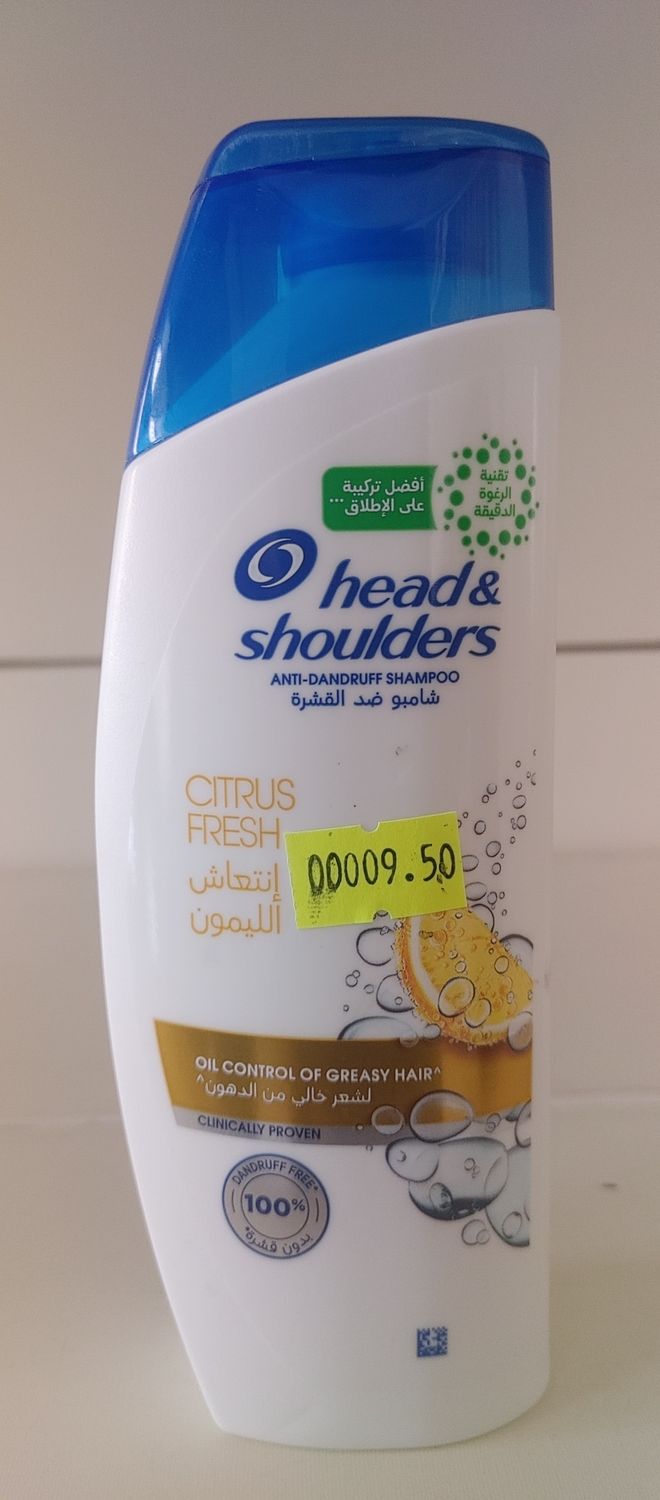 أفضل تركيبة
على الإطلاق...
تقنية
الرغوة
الدقيقة
head &
shoulders
ANTI-DANDRUFF SHAMPOO
شامبو ضد القشرة
CITRUS
FRESH
إنتعاش
الليمون
00009.50
OIL CONTROL OF GREASY HAIR^
لشعر خالي من الدهون^
CLINICALLY PROVEN
DANDRUFF FREE*
100%
بدون قشرة*